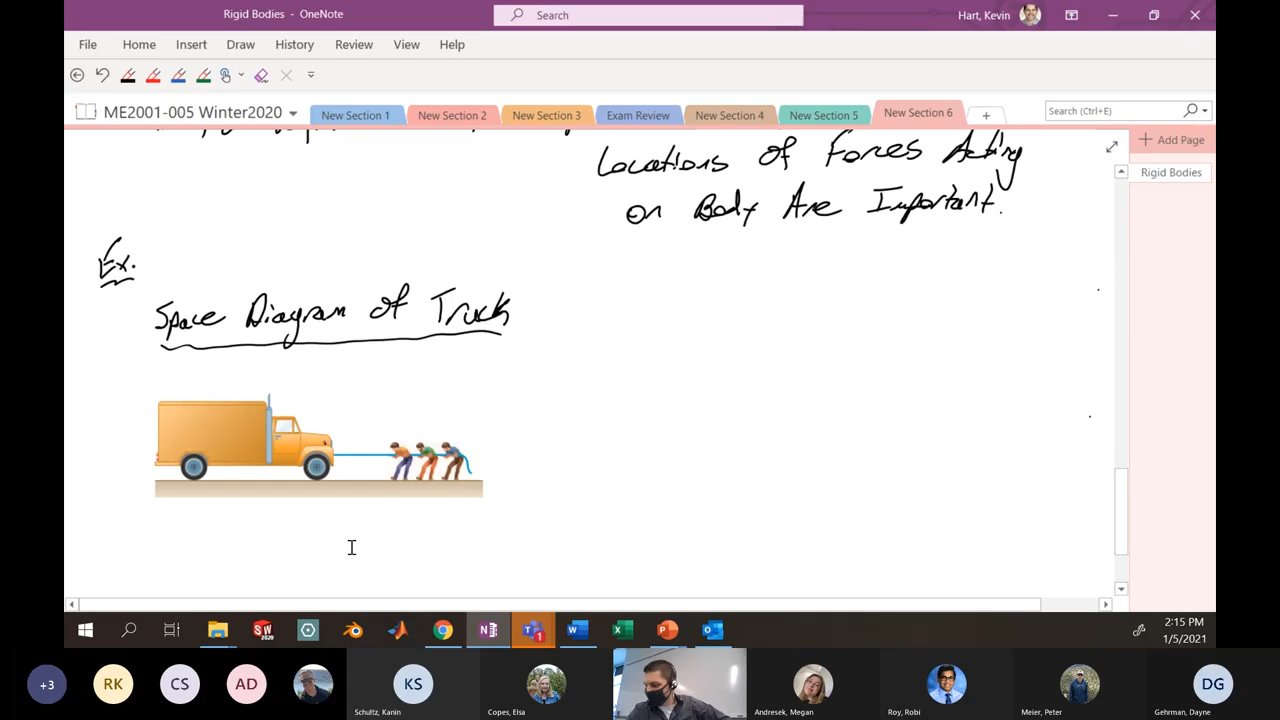 Rigid Bodies - OneNote
Search
Hart, Kevin
File Home Insert Draw History Review View Help
ME2001-005 Winter2020
New Section 1 New Section 2 New Section 3 Exam Review New Section 4 New Section 5 New Section 6
Search (Ctrl+E)
Add Page
Rigid Bodies
Locations of Forces Acting
on Body Are Important.
Ex.
Space Diagram of Truck
SW
2020
1
2:15 PM
1/5/2021
+3 RK CS AD KS DG
Schultz, Kanin Copes, Elsa Andresek, Megan Roy, Robi Meier, Peter Gehrman, Dayne